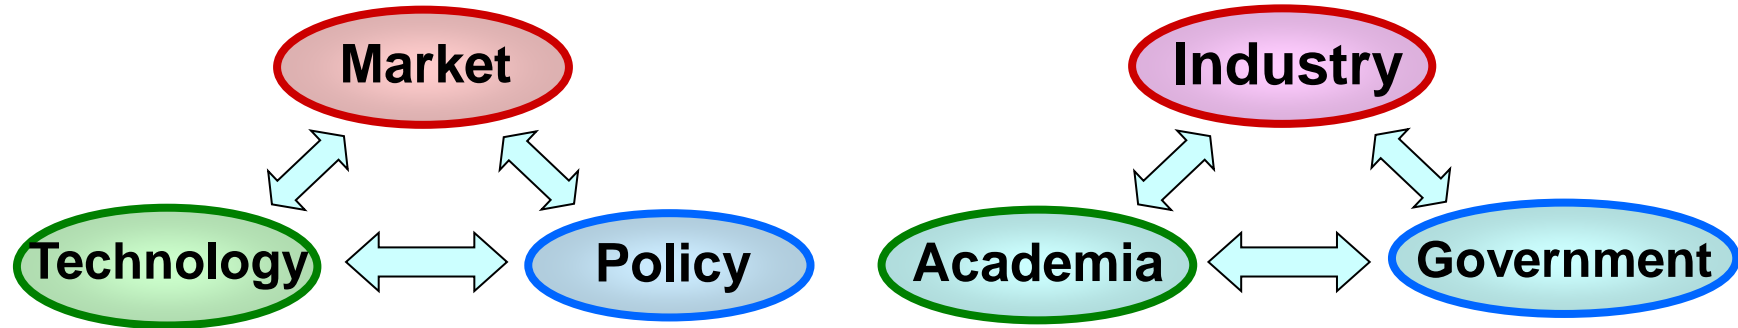 Market
Industry
Technology
Policy
Academia
Government